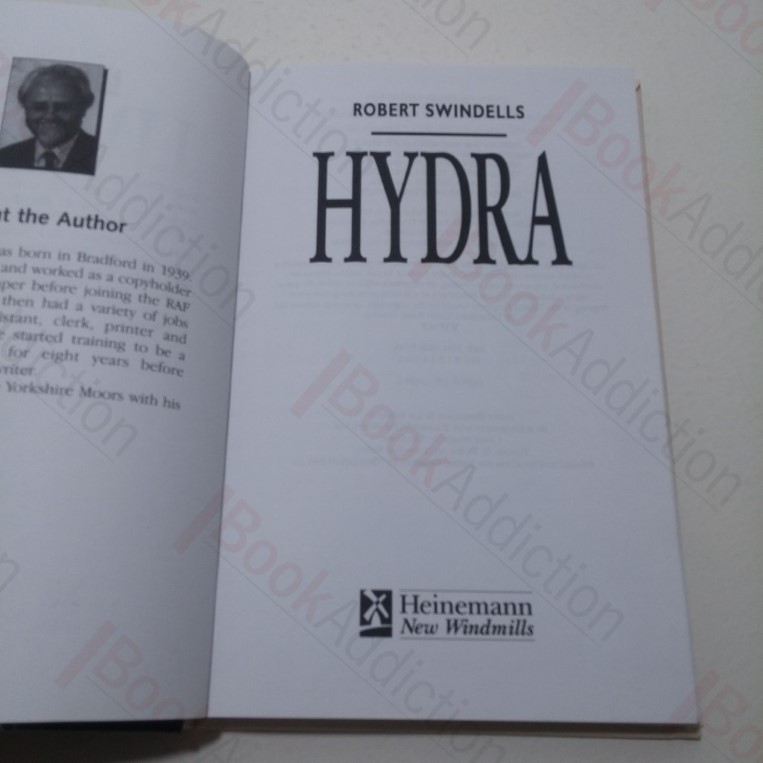 t the Author
as born in Bradford in 1939.
and worked as a copyholder
per before joining the RAF
then had a variety of jobs
istant, clerk, printer and
e started training to be a
for eight years before
writer.
Yorkshire Moors with his
ROBERT SWINDELLS
HYDRA
Heinemann
New Windmills
BookAddiction